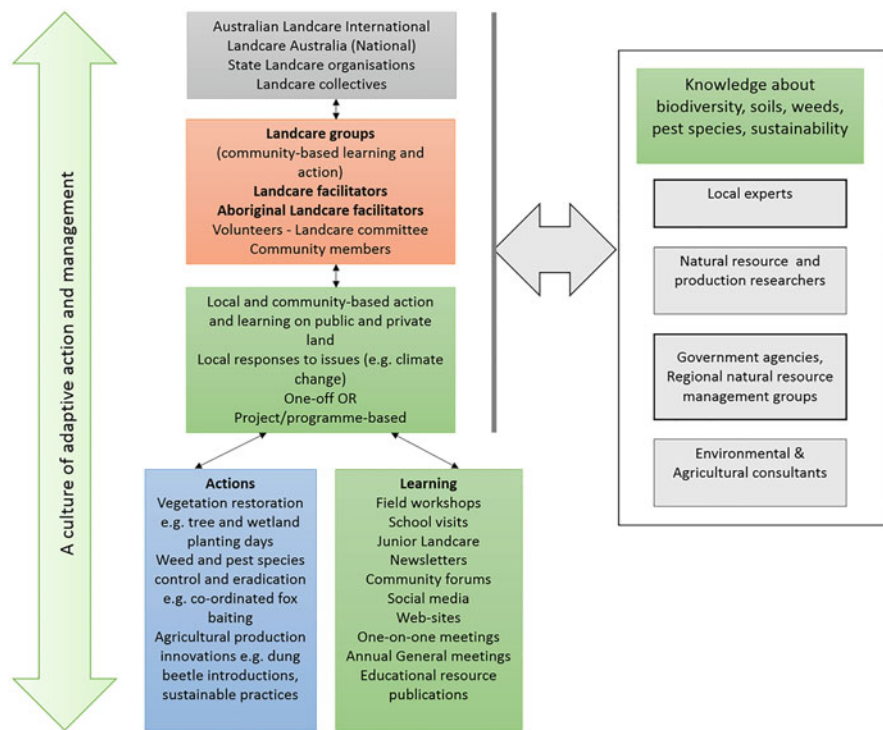 A culture of adaptive action and management
Australian Landcare International
Landcare Australia (National)
State Landcare organisations
Landcare collectives
Landcare groups
(community-based learning and
action)
Landcare facilitators
Aboriginal Landcare facilitators
Volunteers - Landcare committee
Community members
Local and community-based action
and learning on public and private
land
Local responses to issues (e.g. climate
change)
One-off OR
Project/programme-based
Actions
Vegetation restoration
e.g. tree and wetland
planting days
Weed and pest species
control and eradication
e.g. co-ordinated fox
baiting
Agricultural production
innovations e.g. dung
beetle introductions,
sustainable practices
Learning
Field workshops
School visits
Junior Landcare
Newsletters
Community forums
Social media
Web-sites
One-on-one meetings
Annual General meetings
Educational resource
publications
Knowledge about
biodiversity, soils, weeds,
pest species, sustainability
Local experts
Natural resource and
production researchers
Government agencies,
Regional natural resource
management groups
Environmental &
Agricultural consultants